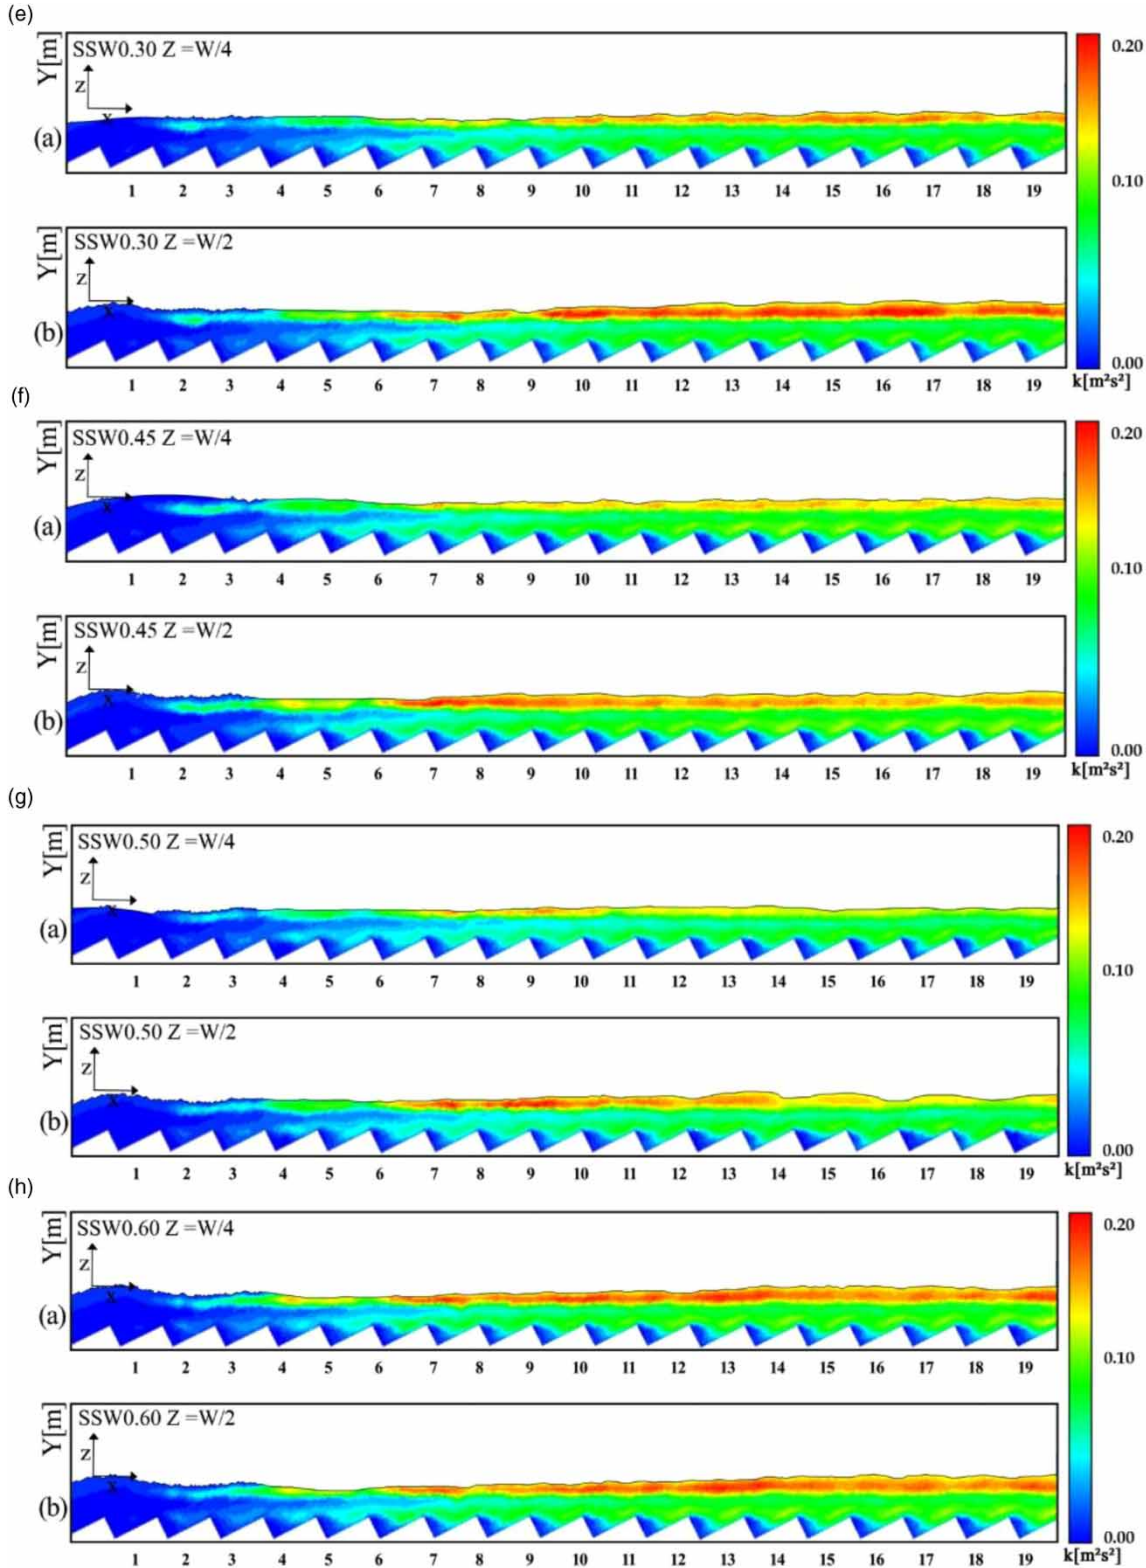 (e)
Y[m]
SSW0.30 Z =W/4
Z
X
(a)
1 2 3 4 5 6 7 8 9 10 11 12 13 14 15 16 17 18 19
0.20
0.10
Y[m]
SSW0.30 Z =W/2
Z
X
(b)
1 2 3 4 5 6 7 8 9 10 11 12 13 14 15 16 17 18 19
0.00
k[m²s²]
(f)
Y[m]
SSW0.45 Z =W/4
Z
X
(a)
1 2 3 4 5 6 7 8 9 10 11 12 13 14 15 16 17 18 19
0.20
0.10
Y[m]
SSW0.45 Z =W/2
Z
X
(b)
1 2 3 4 5 6 7 8 9 10 11 12 13 14 15 16 17 18 19
0.00
k[m²s²]
(g)
Y[m]
SSW0.50 Z =W/4
Z
X
(a)
1 2 3 4 5 6 7 8 9 10 11 12 13 14 15 16 17 18 19
0.20
0.10
Y[m]
SSW0.50 Z =W/2
Z
X
(b)
1 2 3 4 5 6 7 8 9 10 11 12 13 14 15 16 17 18 19
0.00
k[m²s²]
(h)
Y[m]
SSW0.60 Z =W/4
Z
X
(a)
1 2 3 4 5 6 7 8 9 10 11 12 13 14 15 16 17 18 19
0.20
0.10
Y[m]
SSW0.60 Z =W/2
Z
X
(b)
1 2 3 4 5 6 7 8 9 10 11 12 13 14 15 16 17 18 19
0.00
k[m²s²]